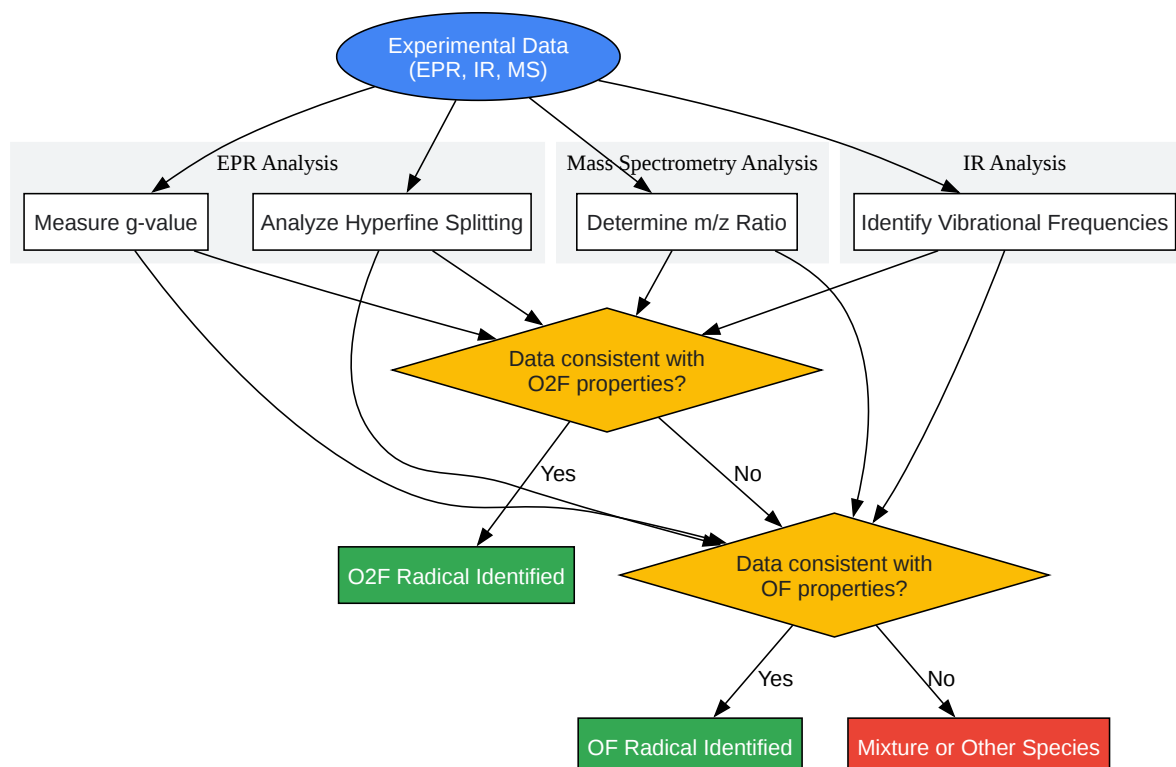 Experimental Data
(EPR, IR, MS)
EPR Analysis
Mass Spectrometry Analysis
IR Analysis
Measure g-value
Analyze Hyperfine Splitting
Determine m/z Ratio
Identify Vibrational Frequencies
Data consistent with
O2F properties?
Yes
No
O2F Radical Identified
Data consistent with
OF properties?
Yes
No
OF Radical Identified
Mixture or Other Species